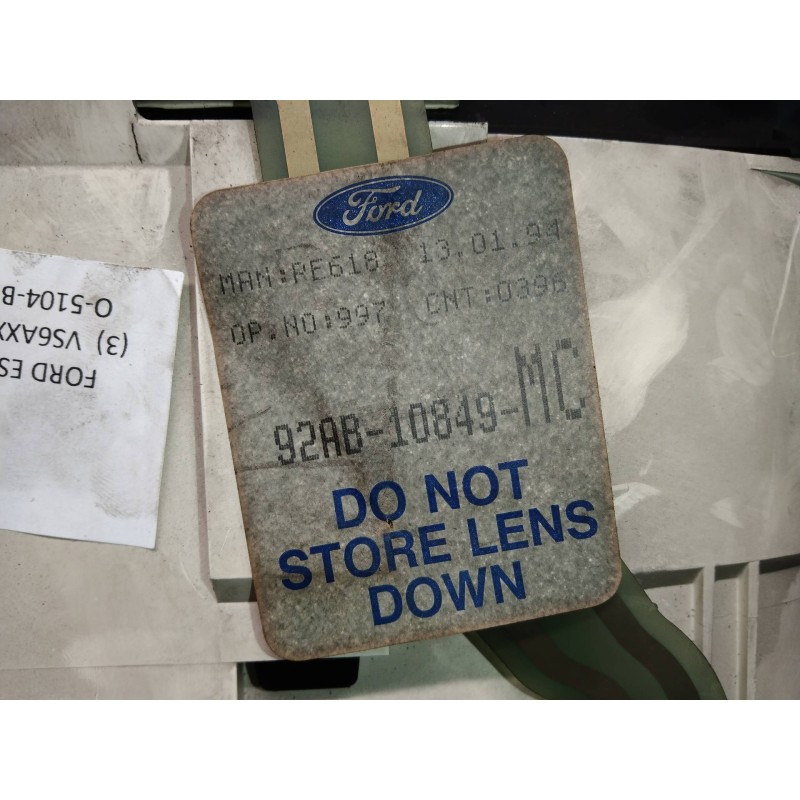 Ford
MAN:RE618 13.01.94
OP.NO:997 CNT:0396
92AB-10849-MC
DO NOT
STORE LENS
DOWN
FORD ES
(3) VS6AXX
O-5104-B